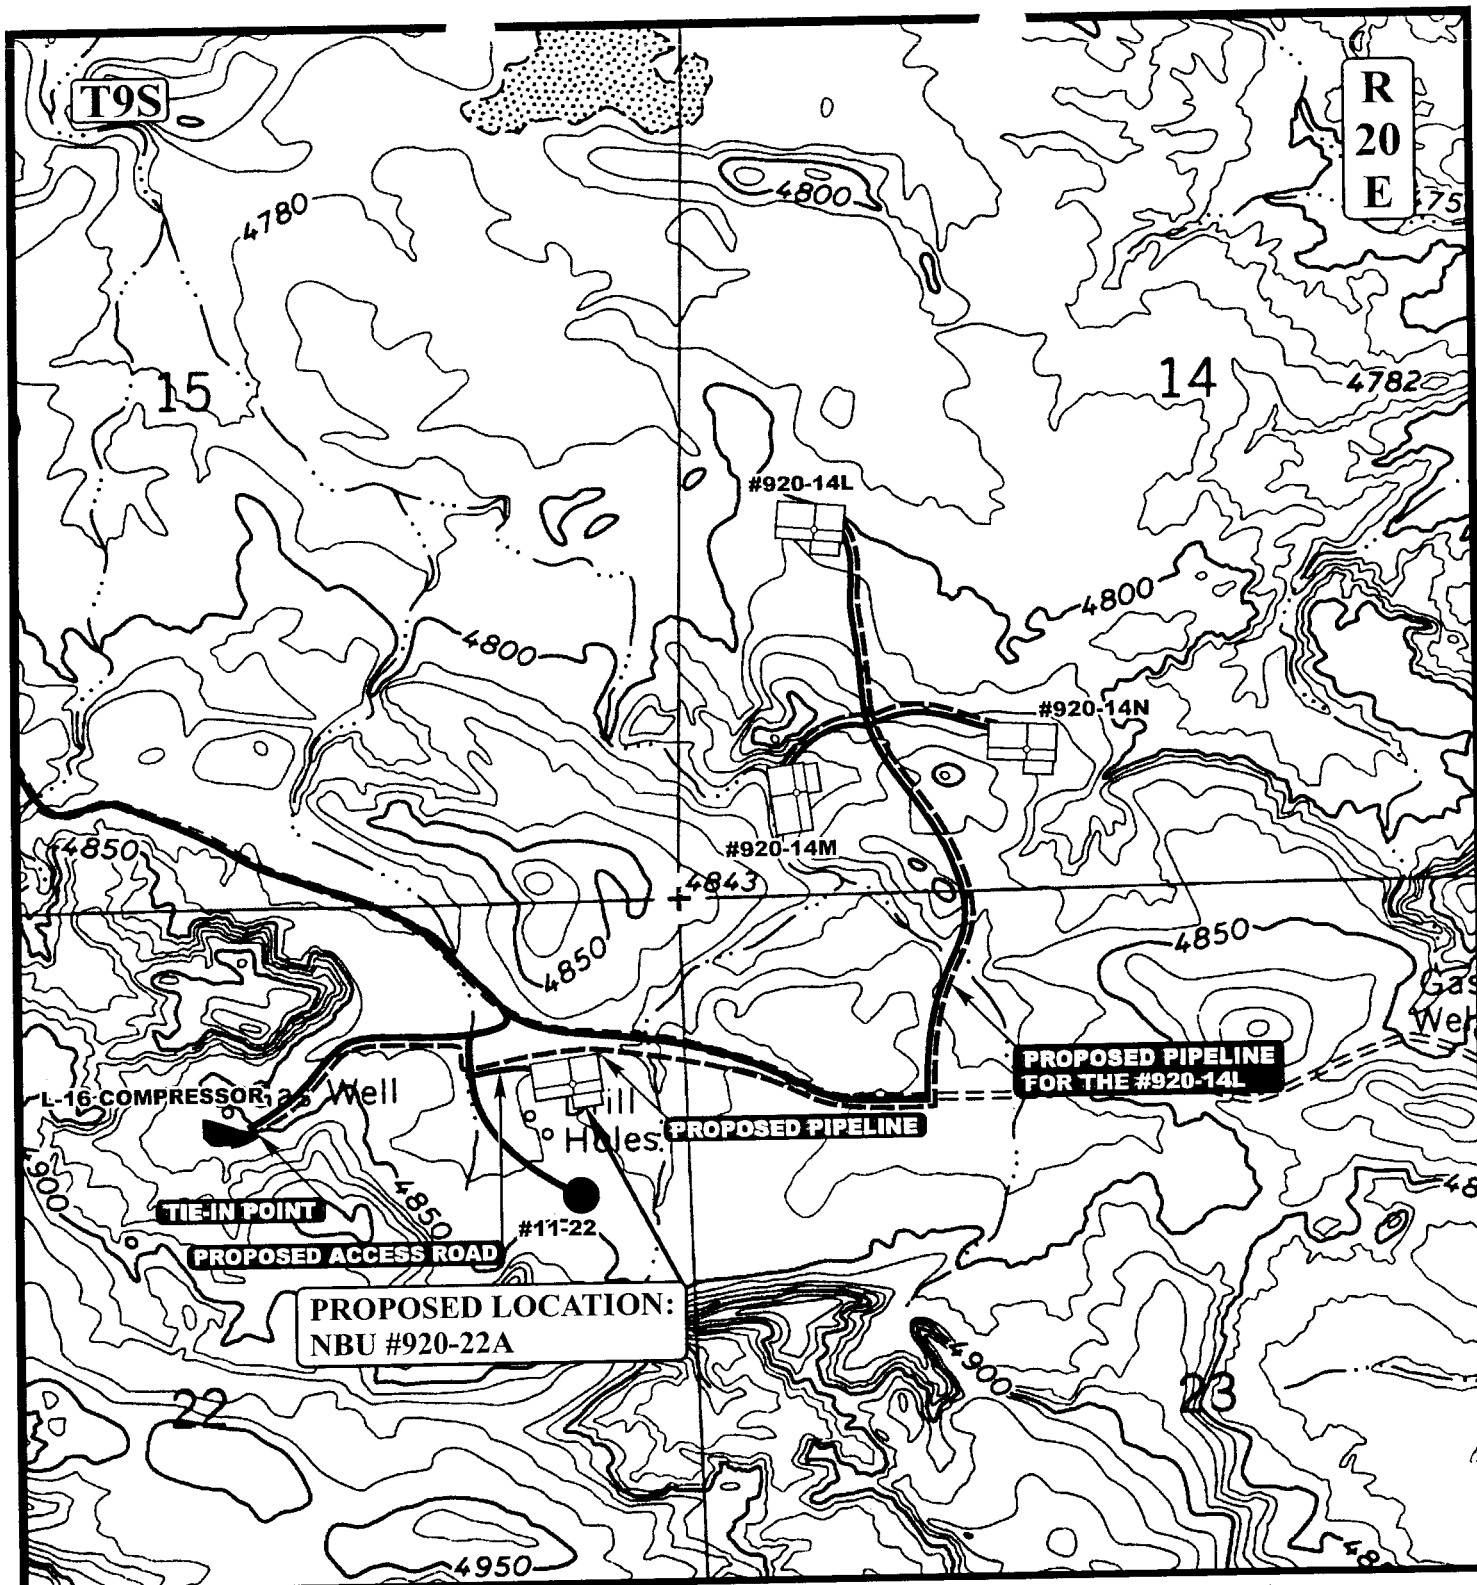 T9S
R
20
E
4780
4800
475
15
14
4782
#920-14L
4800
4800
#920-14N
4850
#920-14M
4843
4850
4850
Gas
Well
PROPOSED PIPELINE
FOR THE #920-14L
L-16 COMPRESSOR
Gas Well
Drill
Holes
PROPOSED PIPELINE
4900
4850
TIE-IN POINT
#11-22
PROPOSED ACCESS ROAD
PROPOSED LOCATION:
NBU #920-22A
4900
22
23
4950